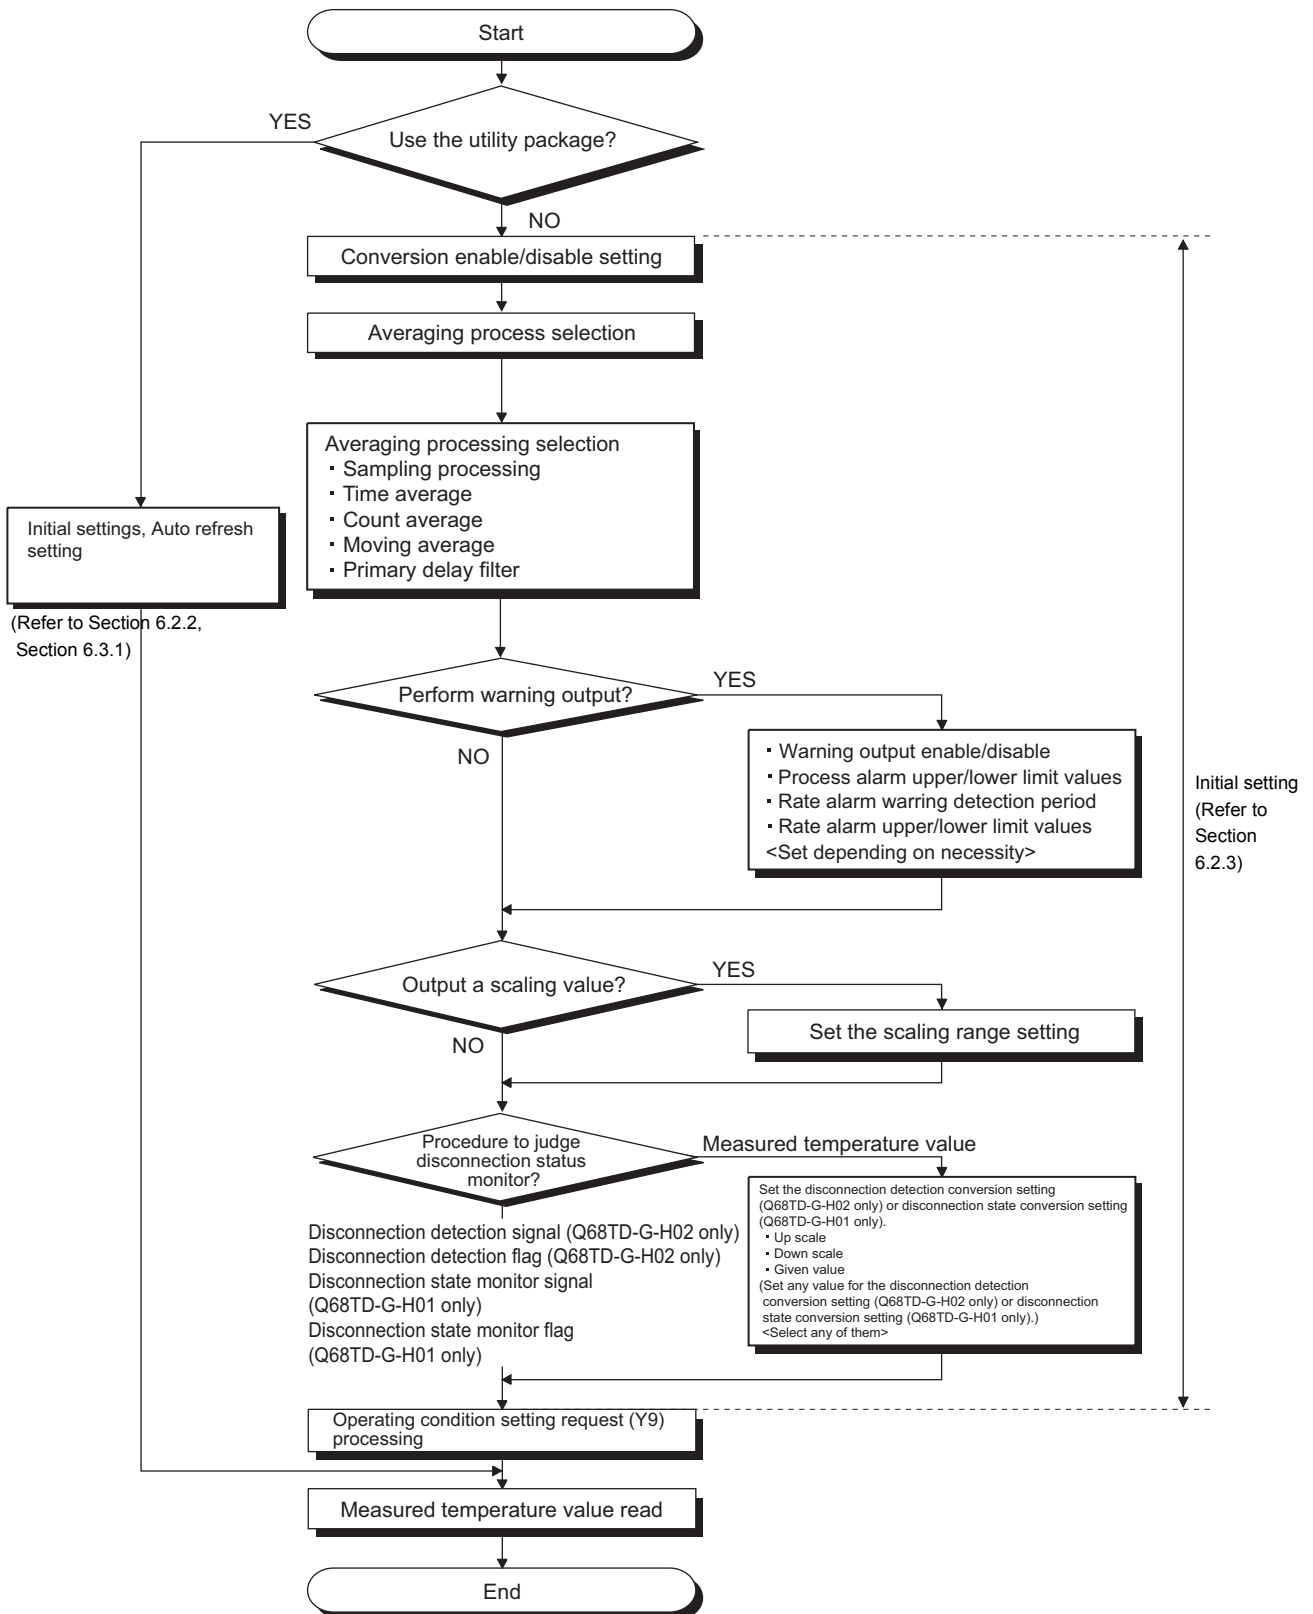 Start
YES
Use the utility package?
NO
Conversion enable/disable setting
Averaging process selection
Averaging processing selection
・Sampling processing
・Time average
・Count average
・Moving average
・Primary delay filter
Initial settings, Auto refresh
setting
(Refer to Section 6.2.2,
Section 6.3.1)
Perform warning output?
YES
NO
・Warning output enable/disable
・Process alarm upper/lower limit values
・Rate alarm warring detection period
・Rate alarm upper/lower limit values
<Set depending on necessity>
Initial setting
(Refer to
Section
6.2.3)
Output a scaling value?
YES
NO
Set the scaling range setting
Procedure to judge
disconnection status
monitor?
Measured temperature value
Set the disconnection detection conversion setting
(Q68TD-G-H02 only) or disconnection state conversion setting
(Q68TD-G-H01 only).
・Up scale
・Down scale
・Given value
(Set any value for the disconnection detection
conversion setting (Q68TD-G-H02 only) or disconnection
state conversion setting (Q68TD-G-H01 only).)
<Select any of them>
Disconnection detection signal (Q68TD-G-H02 only)
Disconnection detection flag (Q68TD-G-H02 only)
Disconnection state monitor signal
(Q68TD-G-H01 only)
Disconnection state monitor flag
(Q68TD-G-H01 only)
Operating condition setting request (Y9)
processing
Measured temperature value read
End